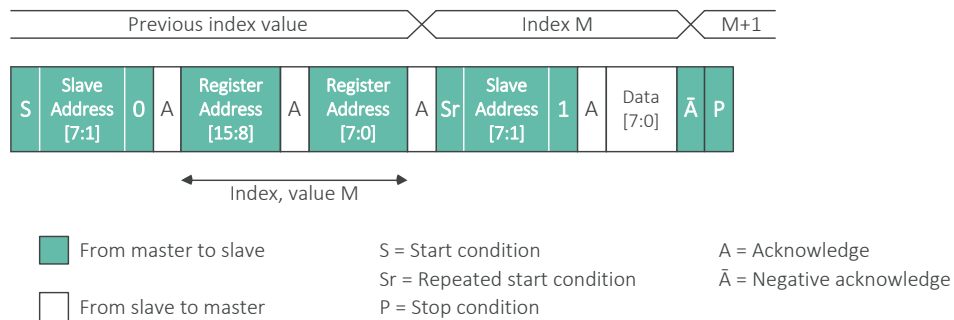 Previous index value
Index M
M+1
S
Slave
Address
[7:1]
0
A
Register
Address
[15:8]
A
Register
Address
[7:0]
A
Sr
Slave
Address
[7:1]
1
A
Data
[7:0]
Ā
P
Index, value M
From master to slave
From slave to master
S = Start condition
Sr = Repeated start condition
P = Stop condition
A = Acknowledge
Ā = Negative acknowledge